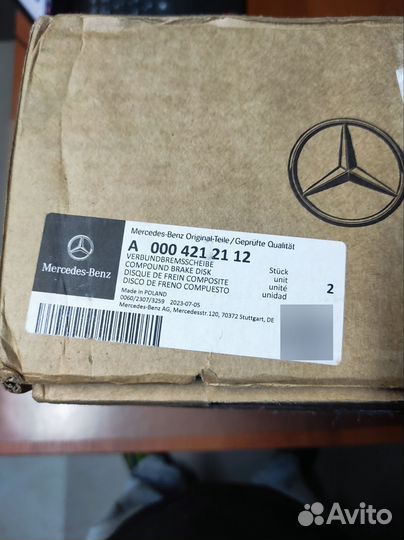 Mercedes-Benz Original-Teile/Geprüfte Qualität
A 000 421 21 12
VERBUNDBREMSSCHEIBE
COMPOUND BRAKE DISK
DISQUE DE FREIN COMPOSITE
DISCO DE FRENO COMPUESTO
Stück
unit
unité
unidad
2
Made in POLAND
0060/2307/3259 2023-07-05
Mercedes-Benz AG, Mercedesstr.120, 70372 Stuttgart, DE
Mercedes-Benz
Avito